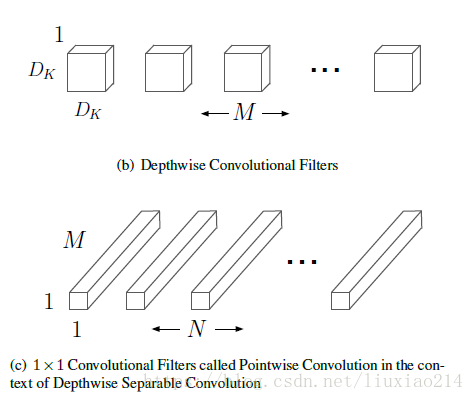 1
D_K
D_K
M
...
(b) Depthwise Convolutional Filters
M
1
1
N
...
(c) 1 × 1 Convolutional Filters called Pointwise Convolution in the con-
text of Depthwise Separable Convolution
https://blog.csdn.net/liuxiao214